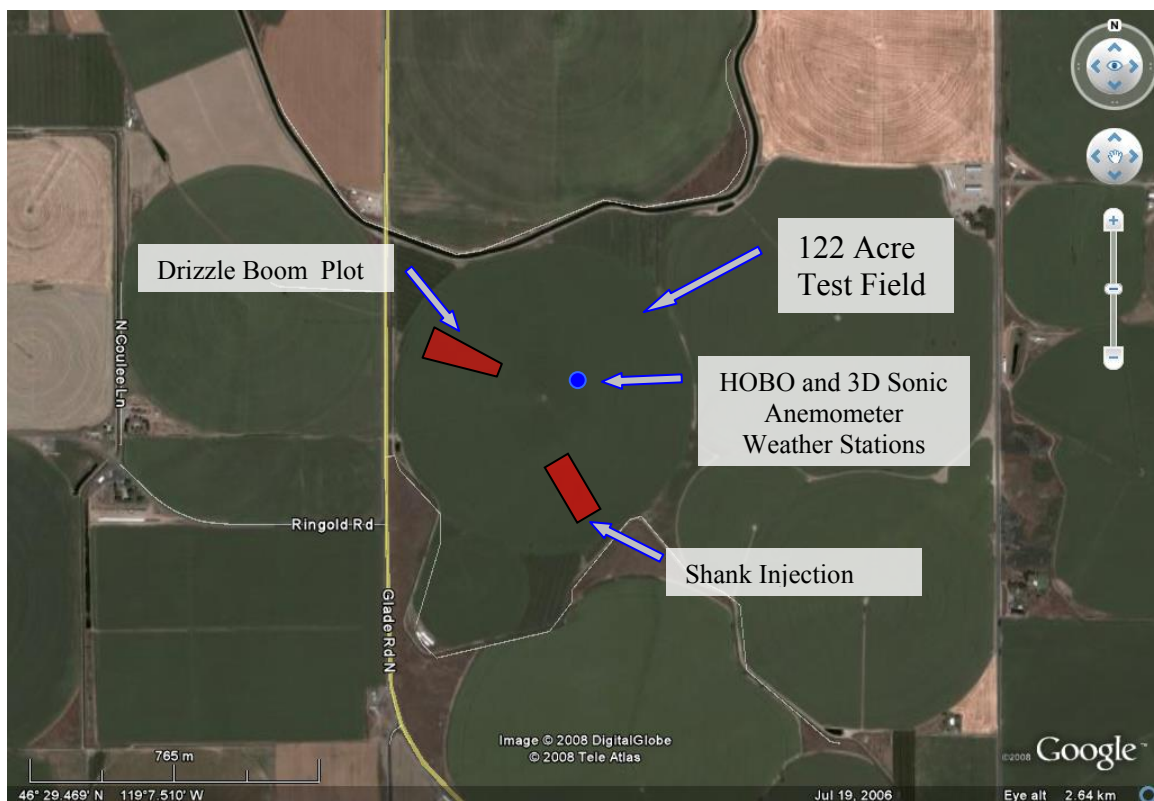 N
Drizzle Boom  Plot
122 Acre
Test Field
HOBO and 3D Sonic
Anemometer
Weather Stations
N Coulee Ln
Ringold Rd
Shank Injection
Glade Rd N
765 m
Image © 2008 DigitalGlobe
© 2008 Tele Atlas
©2008 Google™
46° 29.469' N   119° 7.510' W
Jul 19, 2006
Eye alt   2.64 km